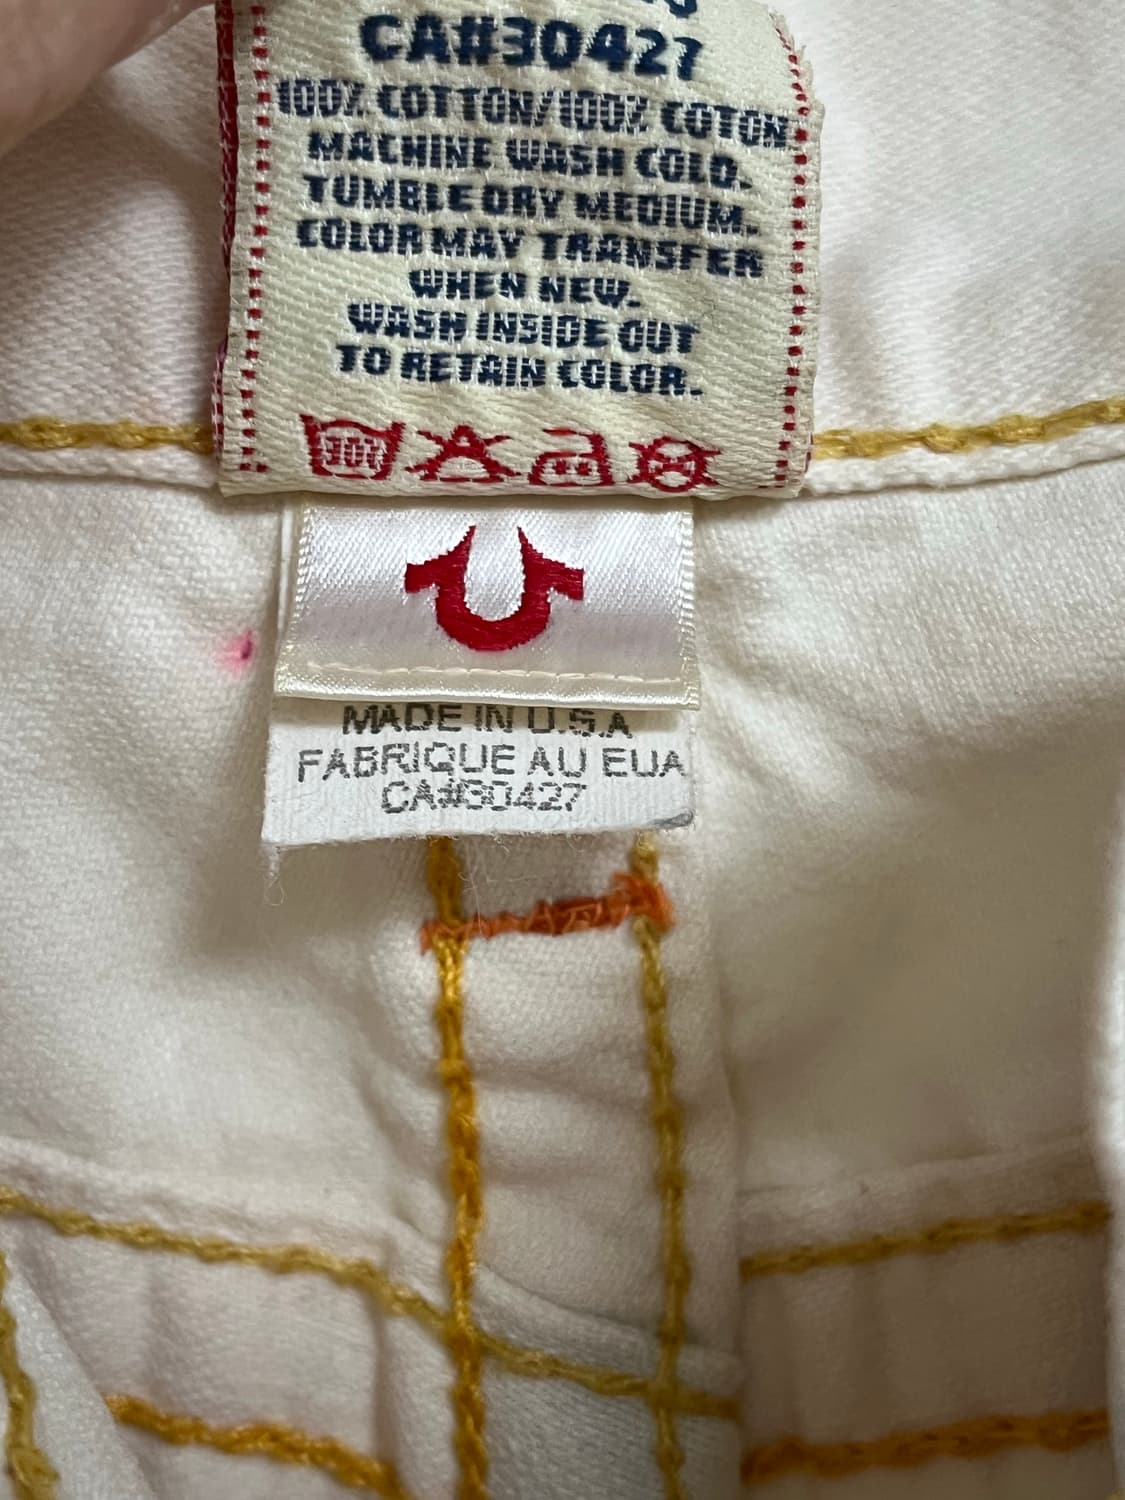 CA#30427
100% COTTON/100% COTON
MACHINE WASH COLD.
TUMBLE DRY MEDIUM.
COLOR MAY TRANSFER
WHEN NEW.
WASH INSIDE OUT
TO RETAIN COLOR.
MADE IN U.S.A
FABRIQUE AU EUA
CA#30427